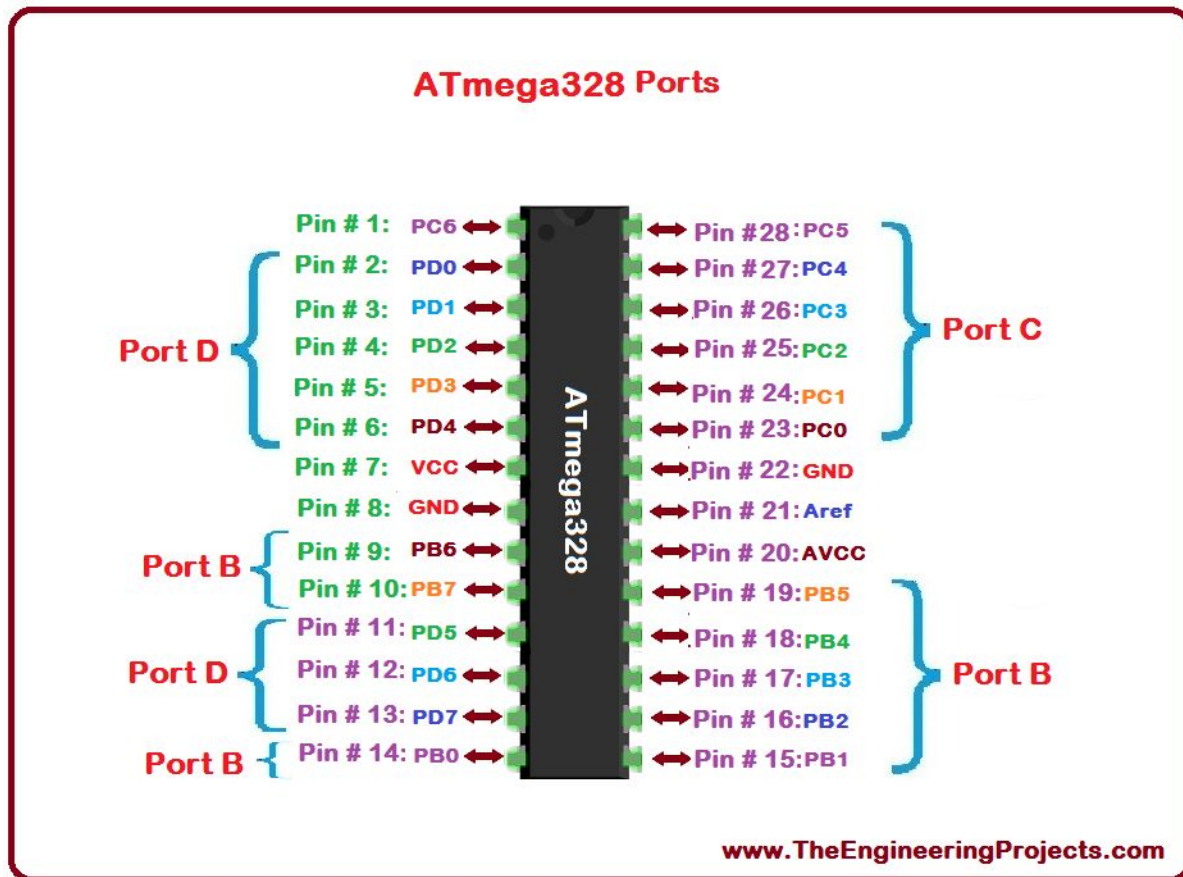 ATmega328 Ports
Pin # 1: PC6
Pin # 2: PD0
Pin # 3: PD1
Port D
Pin # 4: PD2
Pin # 5: PD3
Pin # 6: PD4
Pin # 7: VCC
Pin # 8: GND
Pin # 9: PB6
Port B
Pin # 10: PB7
Pin # 11: PD5
Pin # 12: PD6
Port D
Pin # 13: PD7
Pin # 14: PB0
Port B
ATmega328
Pin #28: PC5
Pin # 27: PC4
Pin # 26: PC3
Port C
Pin # 25: PC2
Pin # 24: PC1
Pin # 23: PC0
Pin # 22: GND
Pin # 21: Aref
Pin # 20: AVCC
Pin # 19: PB5
Pin # 18: PB4
Pin # 17: PB3
Port B
Pin # 16: PB2
Pin # 15: PB1
www.TheEngineeringProjects.com